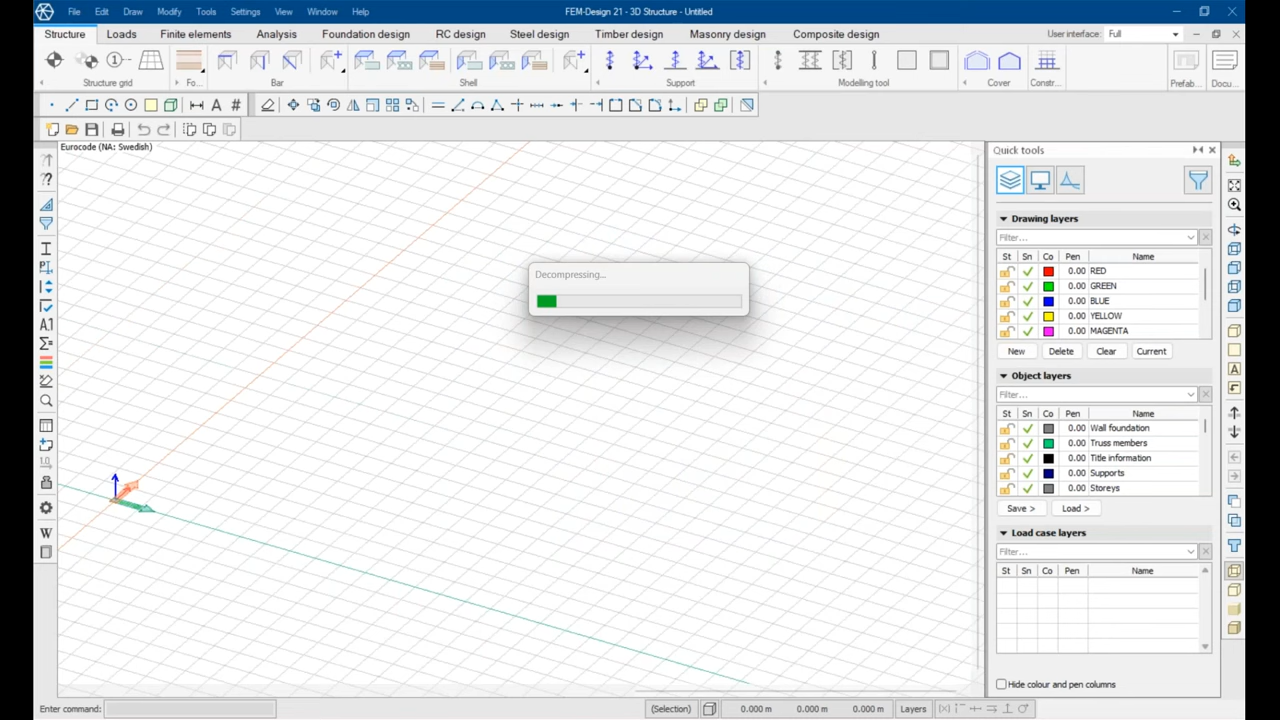 File Edit Draw Modify Tools Settings View Window Help FEM-Design 21 - 3D Structure - Untitled
Structure Loads Finite elements Analysis Foundation design RC design Steel design Timber design Masonry design Composite design User interface: Full
Structure grid Fo... Bar Shell Support Modelling tool Cover Constr... Prefab... Docu...
Eurocode (NA: Swedish)
Quick tools
Decompressing...
Drawing layers
Filter...
St Sn Co Pen Name
0.00 RED
0.00 GREEN
0.00 BLUE
0.00 YELLOW
0.00 MAGENTA
New Delete Clear Current
Object layers
Filter...
St Sn Co Pen Name
0.00 Wall foundation
0.00 Truss members
0.00 Title information
0.00 Supports
0.00 Storeys
Save > Load >
Load case layers
Filter...
St Sn Co Pen Name
Hide colour and pen columns
Enter command: (Selection) 0.000 m 0.000 m 0.000 m Layers